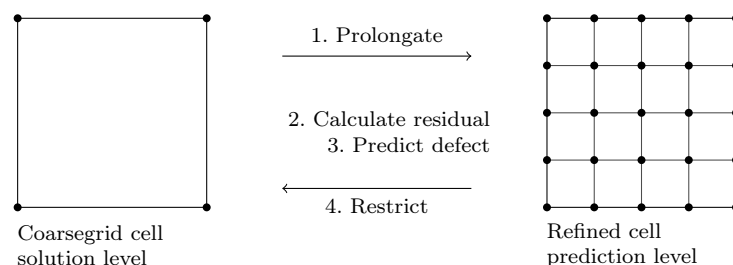 1. Prolongate
2. Calculate residual
3. Predict defect
4. Restrict
Coarsegrid cell
solution level
Refined cell
prediction level